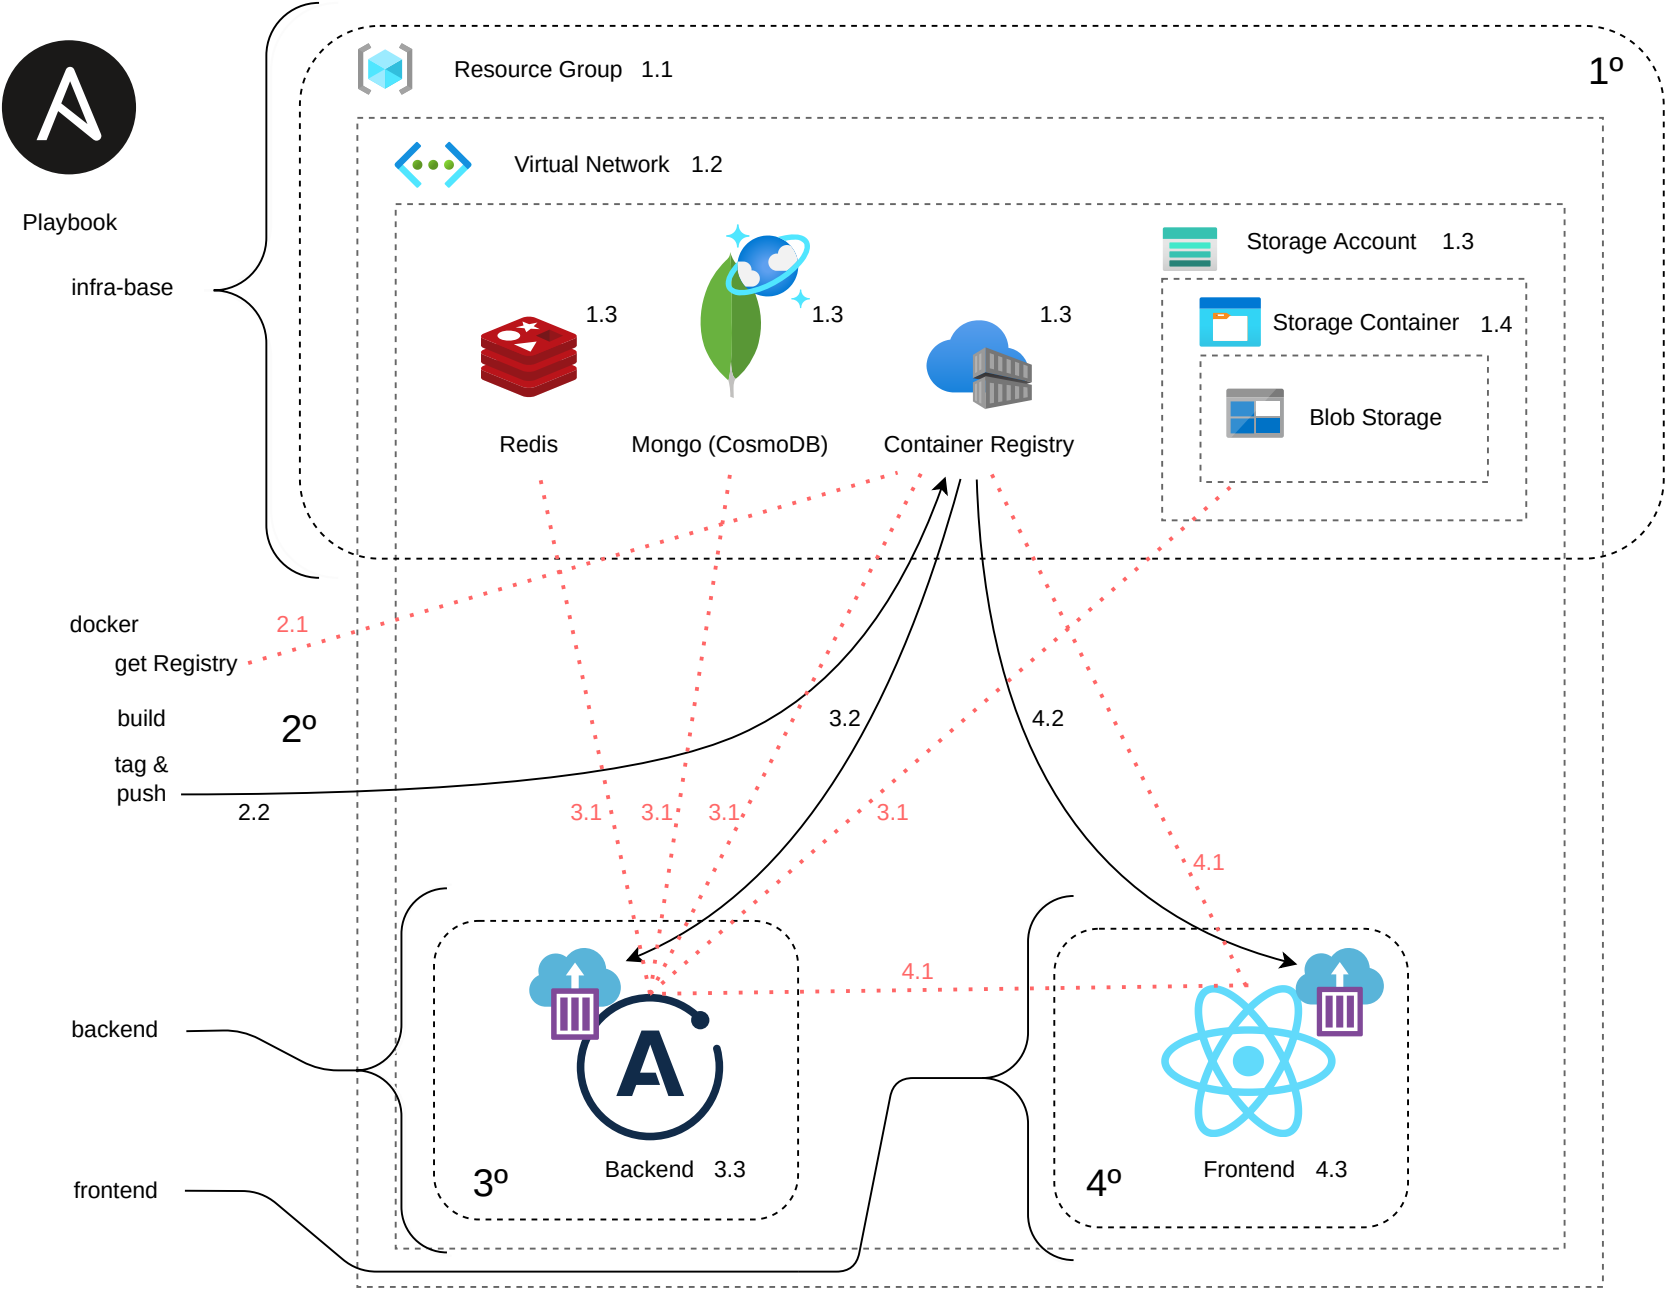 Resource Group 1.1
1º
Virtual Network 1.2
Playbook
infra-base
Storage Account 1.3
Storage Container 1.4
Blob Storage
1.3
1.3
1.3
Redis
Mongo (CosmoDB)
Container Registry
docker
2.1
get Registry
build
2º
tag &
push
2.2
3.2
4.2
3.1
3.1
3.1
3.1
4.1
4.1
backend
A
Backend 3.3
3º
frontend
Frontend 4.3
4º